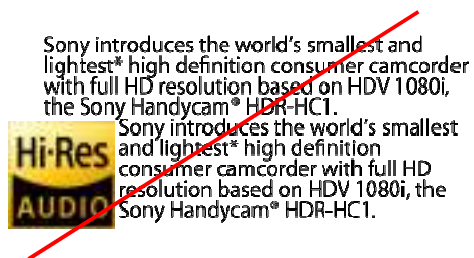 Sony introduces the world's smallest and
lightest* high definition consumer camcorder
with full HD resolution based on HDV 1080i,
the Sony Handycam® HDR-HC1.
Hi-Res
AUDIO
Sony introduces the world's smallest
and lightest* high definition
consumer camcorder with full HD
resolution based on HDV 1080i, the
Sony Handycam® HDR-HC1.